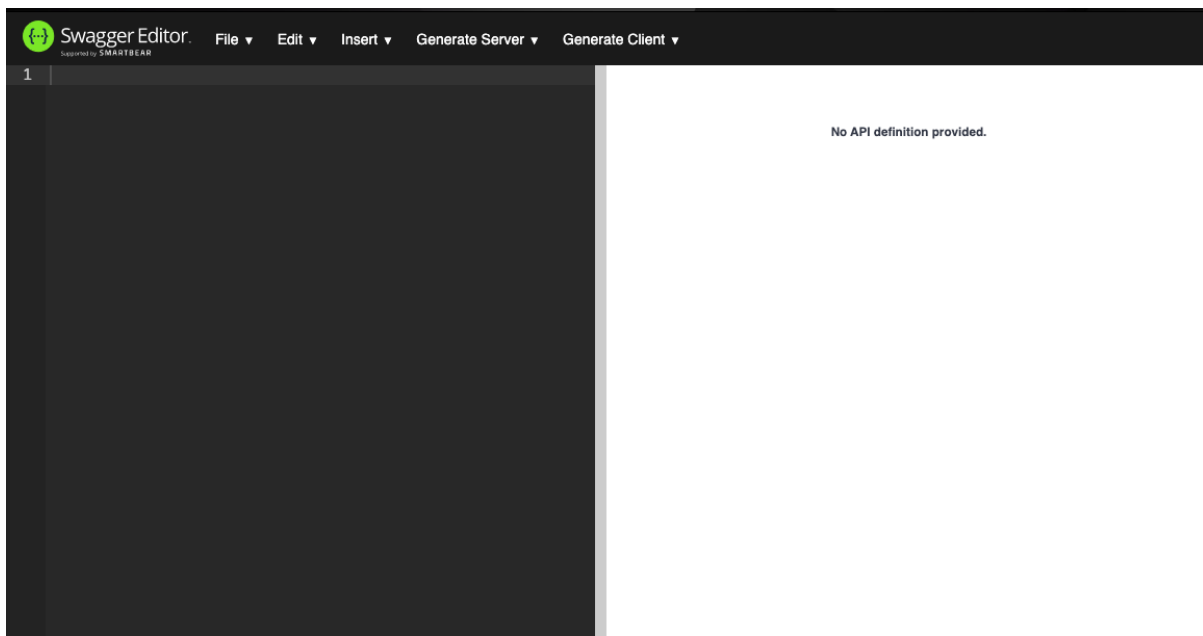 Swagger Editor.
Supported by SMARTBEAR
File ▾ Edit ▾ Insert ▾ Generate Server ▾ Generate Client ▾
1
No API definition provided.